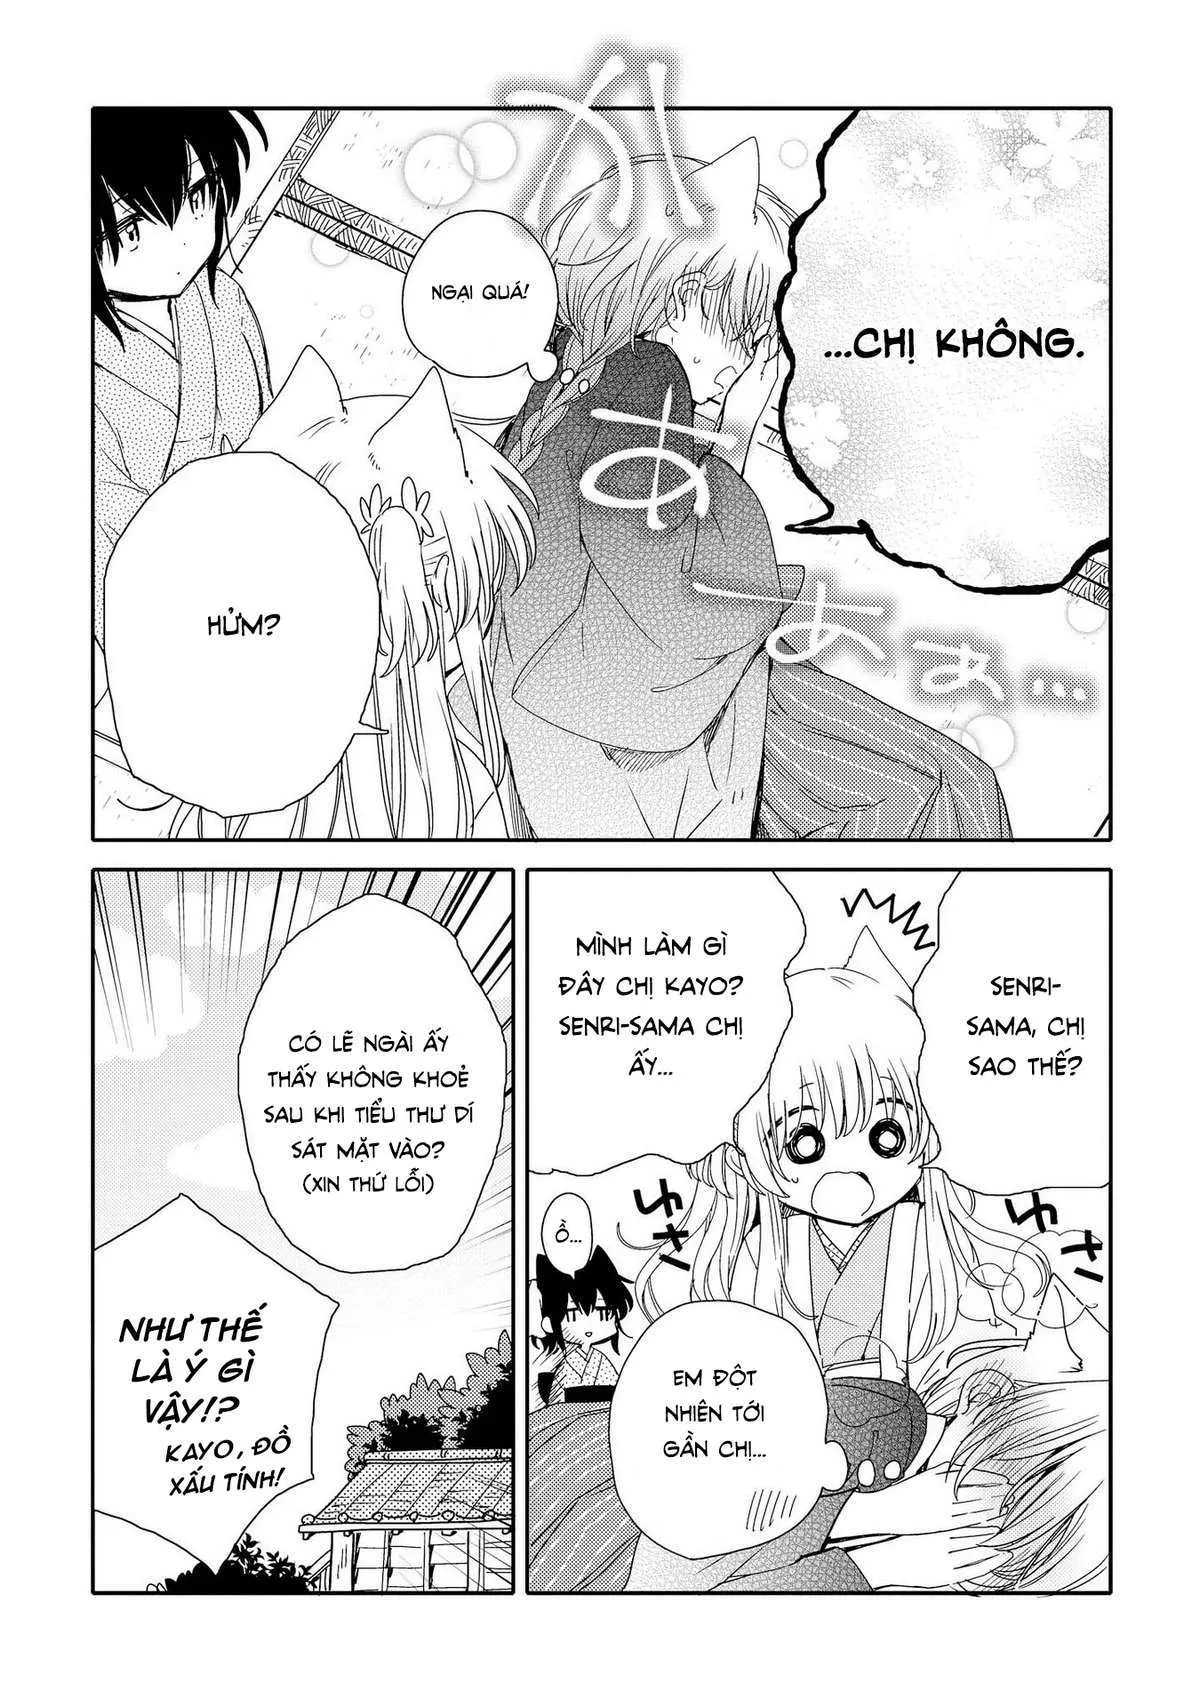 ...CHỊ KHÔNG.
かぁ
あ
あぁ...
NGẠI QUÁ!
HỬM?
SENRI-
SAMA, CHỊ
SAO THẾ?
MÌNH LÀM GÌ
ĐÂY CHỊ KAYO?
SENRI-SAMA CHỊ
ẤY...
ゆさ
ゆさ
Ồ...
EM ĐỘT
NHIÊN TỚI
GẦN CHỊ...
CÓ LẼ NGÀI ẤY
THẤY KHÔNG KHOẺ
SAU KHI TIỂU THƯ DÍ
SÁT MẶT VÀO?
(XIN THỨ LỖI)
NHƯ THẾ
LÀ Ý GÌ
VẬY!?
KAYO, ĐỒ
XẤU TÍNH!